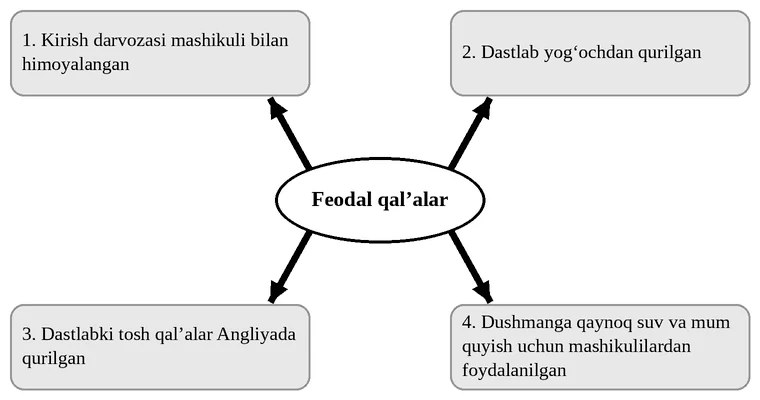 1. Kirish darvozasi mashikuli bilan
himoyalangan
2. Dastlab yog‘ochdan qurilgan
Feodal qal’alar
3. Dastlabki tosh qal’alar Angliyada
qurilgan
4. Dushmanga qaynoq suv va mum
quyish uchun mashikulilardan
foydalanilgan